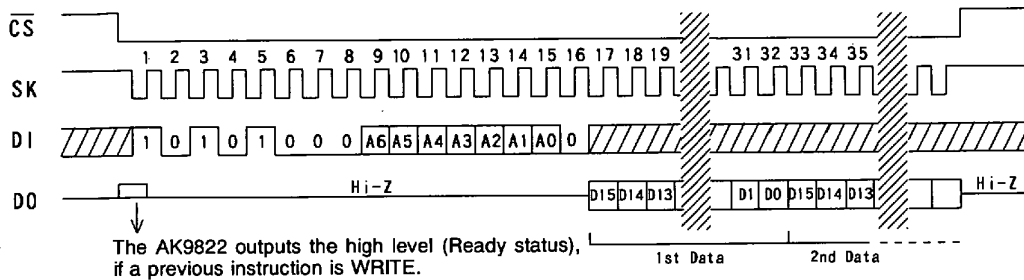 CS
1 2 3 4 5 6 7 8 9 10 11 12 13 14 15 16 17 18 19 31 32 33 34 35
SK
DI 1 0 1 0 1 0 0 0 A6 A5 A4 A3 A2 A1 A0 0
Hi-Z Hi-Z
DO D15 D14 D13 D1 D0 D15 D14 D13
The AK9822 outputs the high level (Ready status),
if a previous instruction is WRITE.
1st Data 2nd Data